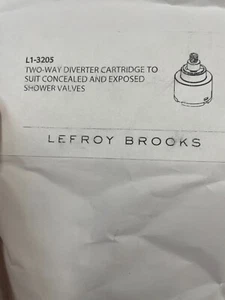 L1-3205
TWO-WAY DIVERTER CARTRIDGE TO
SUIT CONCEALED AND EXPOSED
SHOWER VALVES
LEFROY BROOKS